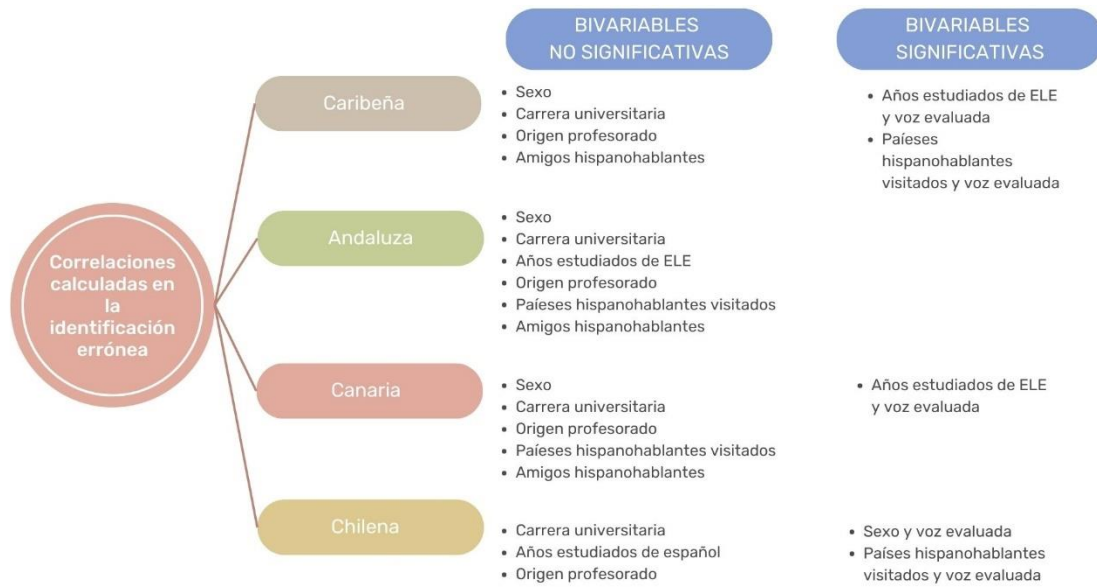 BIVARIABLES
NO SIGNIFICATIVAS
BIVARIABLES
SIGNIFICATIVAS
Correlaciones
calculadas en
la
identificación
errónea
Caribeña
• Sexo
• Carrera universitaria
• Origen profesorado
• Amigos hispanohablantes
• Años estudiados de ELE
y voz evaluada
• Paíeses
hispanohablantes
visitados y voz evaluada
Andaluza
• Sexo
• Carrera universitaria
• Años estudiados de ELE
• Origen profesorado
• Paíeses hispanohablantes visitados
• Amigos hispanohablantes
Canaria
• Sexo
• Carrera universitaria
• Origen profesorado
• Paíeses hispanohablantes visitados
• Amigos hispanohablantes
• Años estudiados de ELE
y voz evaluada
Chilena
• Carrera universitaria
• Años estudiados de español
• Origen profesorado
• Sexo y voz evaluada
• Países hispanohablantes
visitados y voz evaluada